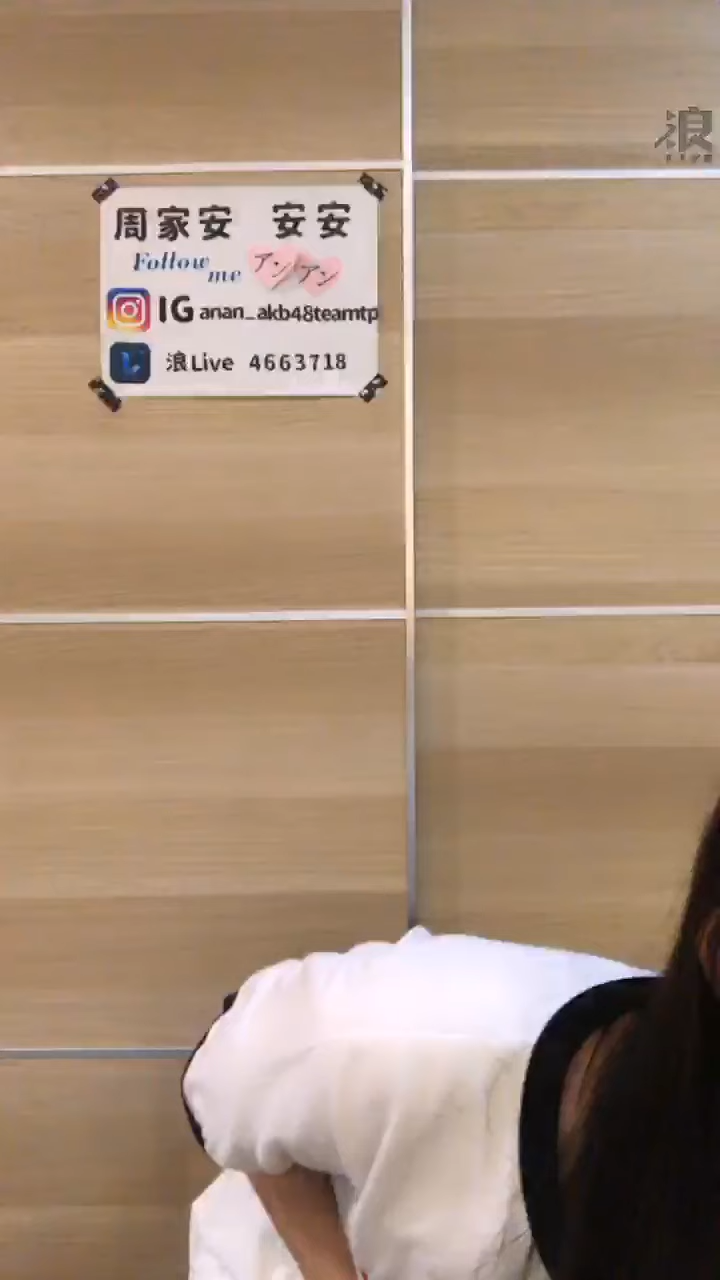 周家安 安安
Follow me アン アン
IG anan_akb48teamtp
浪Live 4663718
浪